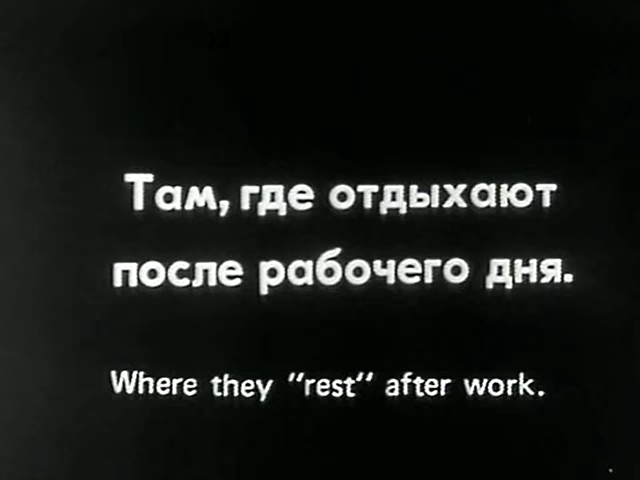 Там, где отдыхают
после рабочего дня.
Where they "rest" after work.